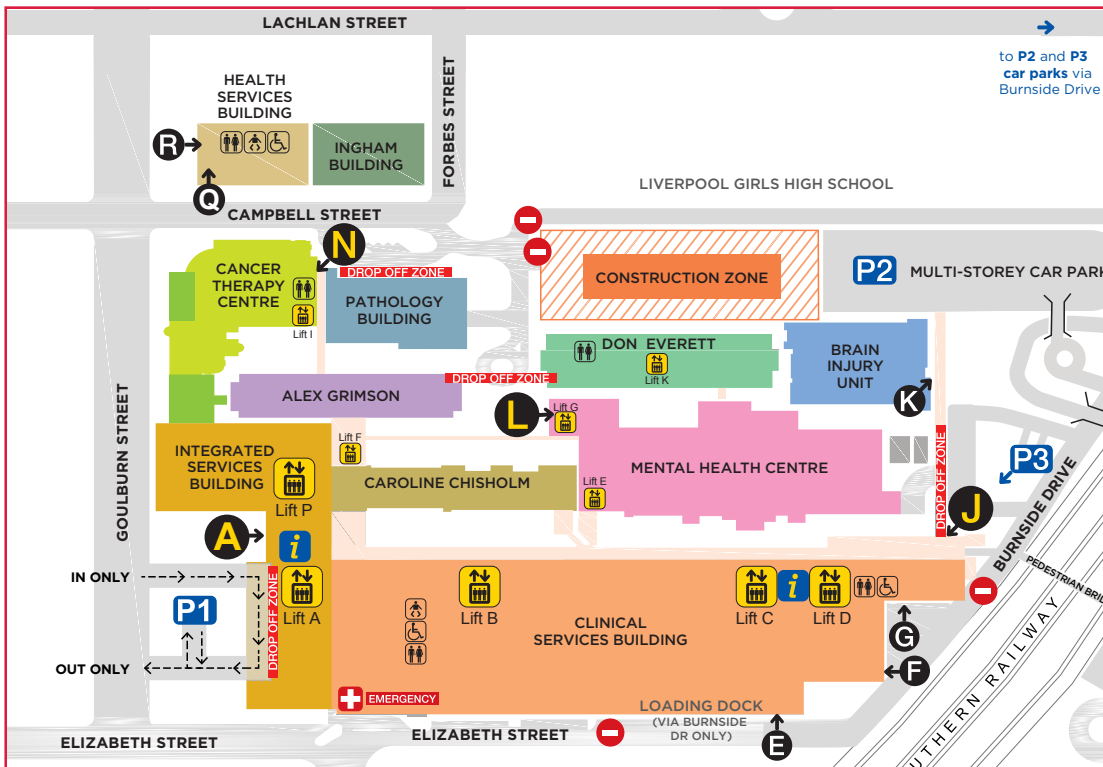 LACHLAN STREET
to P2 and P3
car parks via
Burnside Drive
HEALTH
SERVICES
BUILDING
FORBES STREET
R
INGHAM
BUILDING
Q
LIVERPOOL GIRLS HIGH SCHOOL
CAMPBELL STREET
N
CANCER
THERAPY
CENTRE
Lift I
DROP OFF ZONE
PATHOLOGY
BUILDING
CONSTRUCTION ZONE
P2
MULTI-STOREY CAR PARK
DON EVERETT
Lift K
BRAIN
INJURY
UNIT
K
DROP OFF ZONE
ALEX GRIMSON
L
Lift G
GOULBURN STREET
INTEGRATED
SERVICES
BUILDING
Lift P
Lift F
CAROLINE CHISHOLM
Lift E
MENTAL HEALTH CENTRE
DROP OFF ZONE
P3
J
BURNSIDE DRIVE
A
i
IN ONLY
P1
OUT ONLY
DROP OFF ZONE
Lift A
Lift B
Lift C
i
Lift D
CLINICAL
SERVICES BUILDING
PEDESTRIAN BRI
G
F
UTHERN RAILWAY
EMERGENCY
LOADING DOCK
(VIA BURNSIDE
DR ONLY)
E
ELIZABETH STREET
ELIZABETH STREET